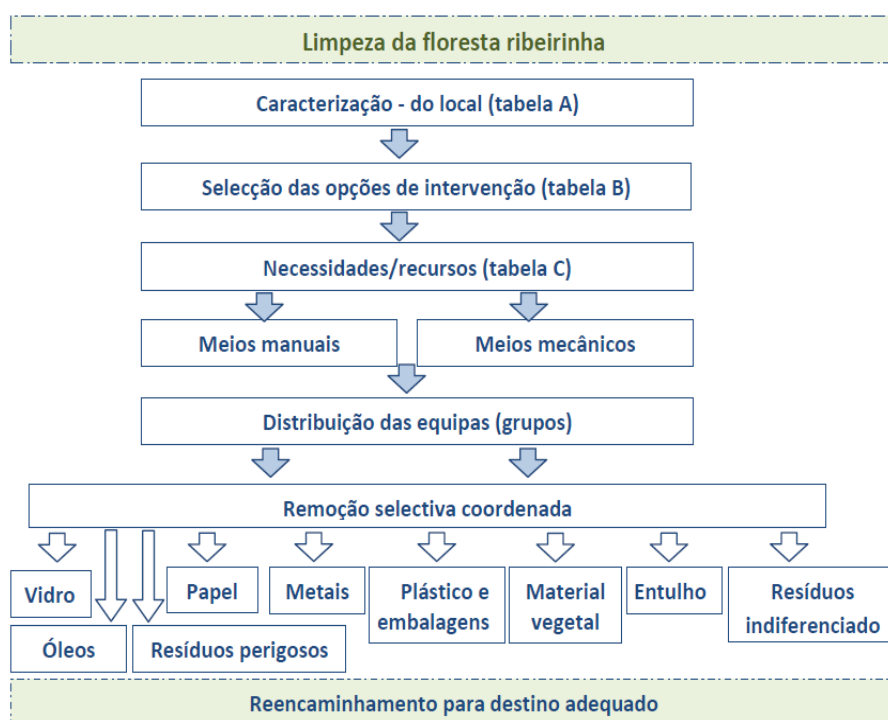 Limpeza da floresta ribeirinha
Caracterização - do local (tabela A)
Selecção das opções de intervenção (tabela B)
Necessidades/recursos (tabela C)
Meios manuais
Meios mecânicos
Distribuição das equipas (grupos)
Remoção selectiva coordenada
Vidro
Papel
Metais
Plástico e
embalagens
Material
vegetal
Entulho
Resíduos
indiferenciado
Óleos
Resíduos perigosos
Reencaminhamento para destino adequado